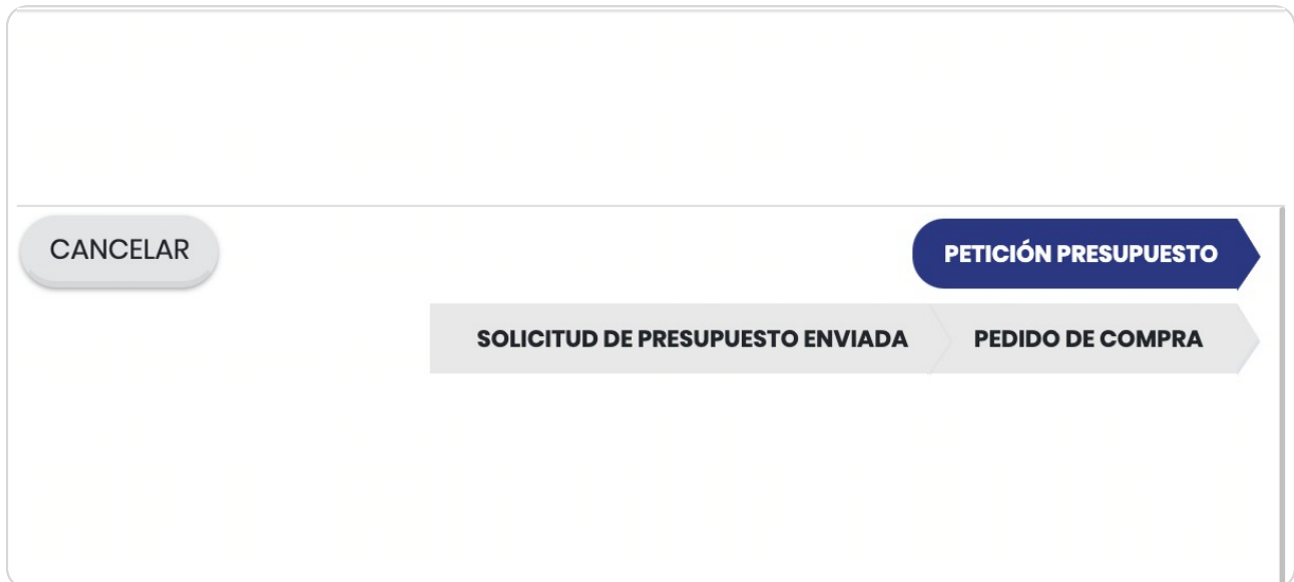 CANCELAR
PETICIÓN PRESUPUESTO
SOLICITUD DE PRESUPUESTO ENVIADA
PEDIDO DE COMPRA